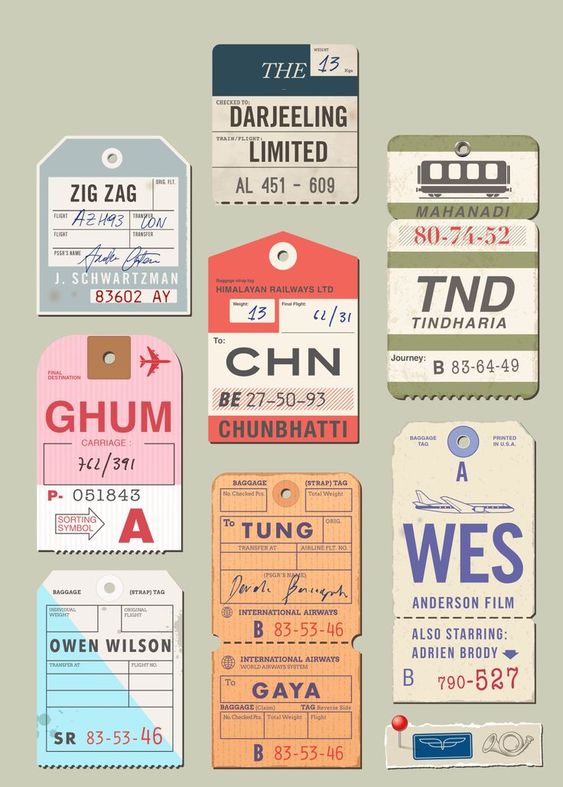 THE
WEIGHT
13 Kgs
CHECKED TO:
DARJEELING
TRAIN/FLIGHT:
LIMITED
AL 451 - 609
ORIG. FLT.
ZIG ZAG
FLIGHT AZH93 TRANSFER LON
FLIGHT TRANSFER
PSGR'S NAME
J. SCHWARTZMAN
83602 AY
MAHANADI
80-74-52
TND
TINDHARIA
Journey: B 83-64-49
Baggage strap tag
HIMALAYAN RAILWAYS LTD
Weight: 13
Final Flight: 62/31
To:
CHN
BE 27-50-93
CHUNBHATTI
FINAL
DESTINATION
GHUM
CARRIAGE :
762/391
P- 051843
SORTING
SYMBOL
A
BAGGAGE (STRAP) TAG
No.Checked Pcs. Total Weight
To TUNG ORIG.
TRANSFER AT AIRLINE FLT. NO.
(PSGR'S NAME)
INTERNATIONAL AIRWAYS
B 83-53-46
INTERNATIONAL AIRWAYS
WORLD AIRWAYS SYSTEM
To
GAYA
BAGGAGE (Claim) TAG Reverse Side
No.Checked Pcs. Total Weight Flight
B 83-53-46
BAGGAGE
TAG
PRINTED
IN U.S.A.
A
WES
ANDERSON FILM
ALSO STARRING:
ADRIEN BRODY
B 790-527
BAGGAGE (STRAP) TAG
INDIVIDUAL
WEIGHT
ORIGINAL
FLIGHT
OWEN WILSON
TRANSFER AT FLIGHT NO.
SR 83-53-46